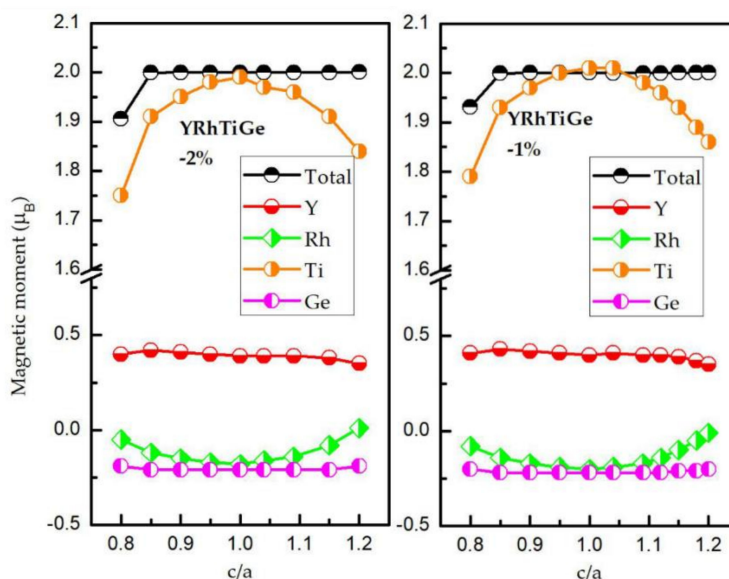 Magnetic moment (μB)
2.1
2.0
1.9
1.8
1.7
1.6
0.5
0.0
-0.5
YRhTiGe
-2%
Total
Y
Rh
Ti
Ge
0.8 0.9 1.0 1.1 1.2
c/a
2.1
2.0
1.9
1.8
1.7
1.6
0.5
0.0
-0.5
YRhTiGe
-1%
Total
Y
Rh
Ti
Ge
0.8 0.9 1.0 1.1 1.2
c/a